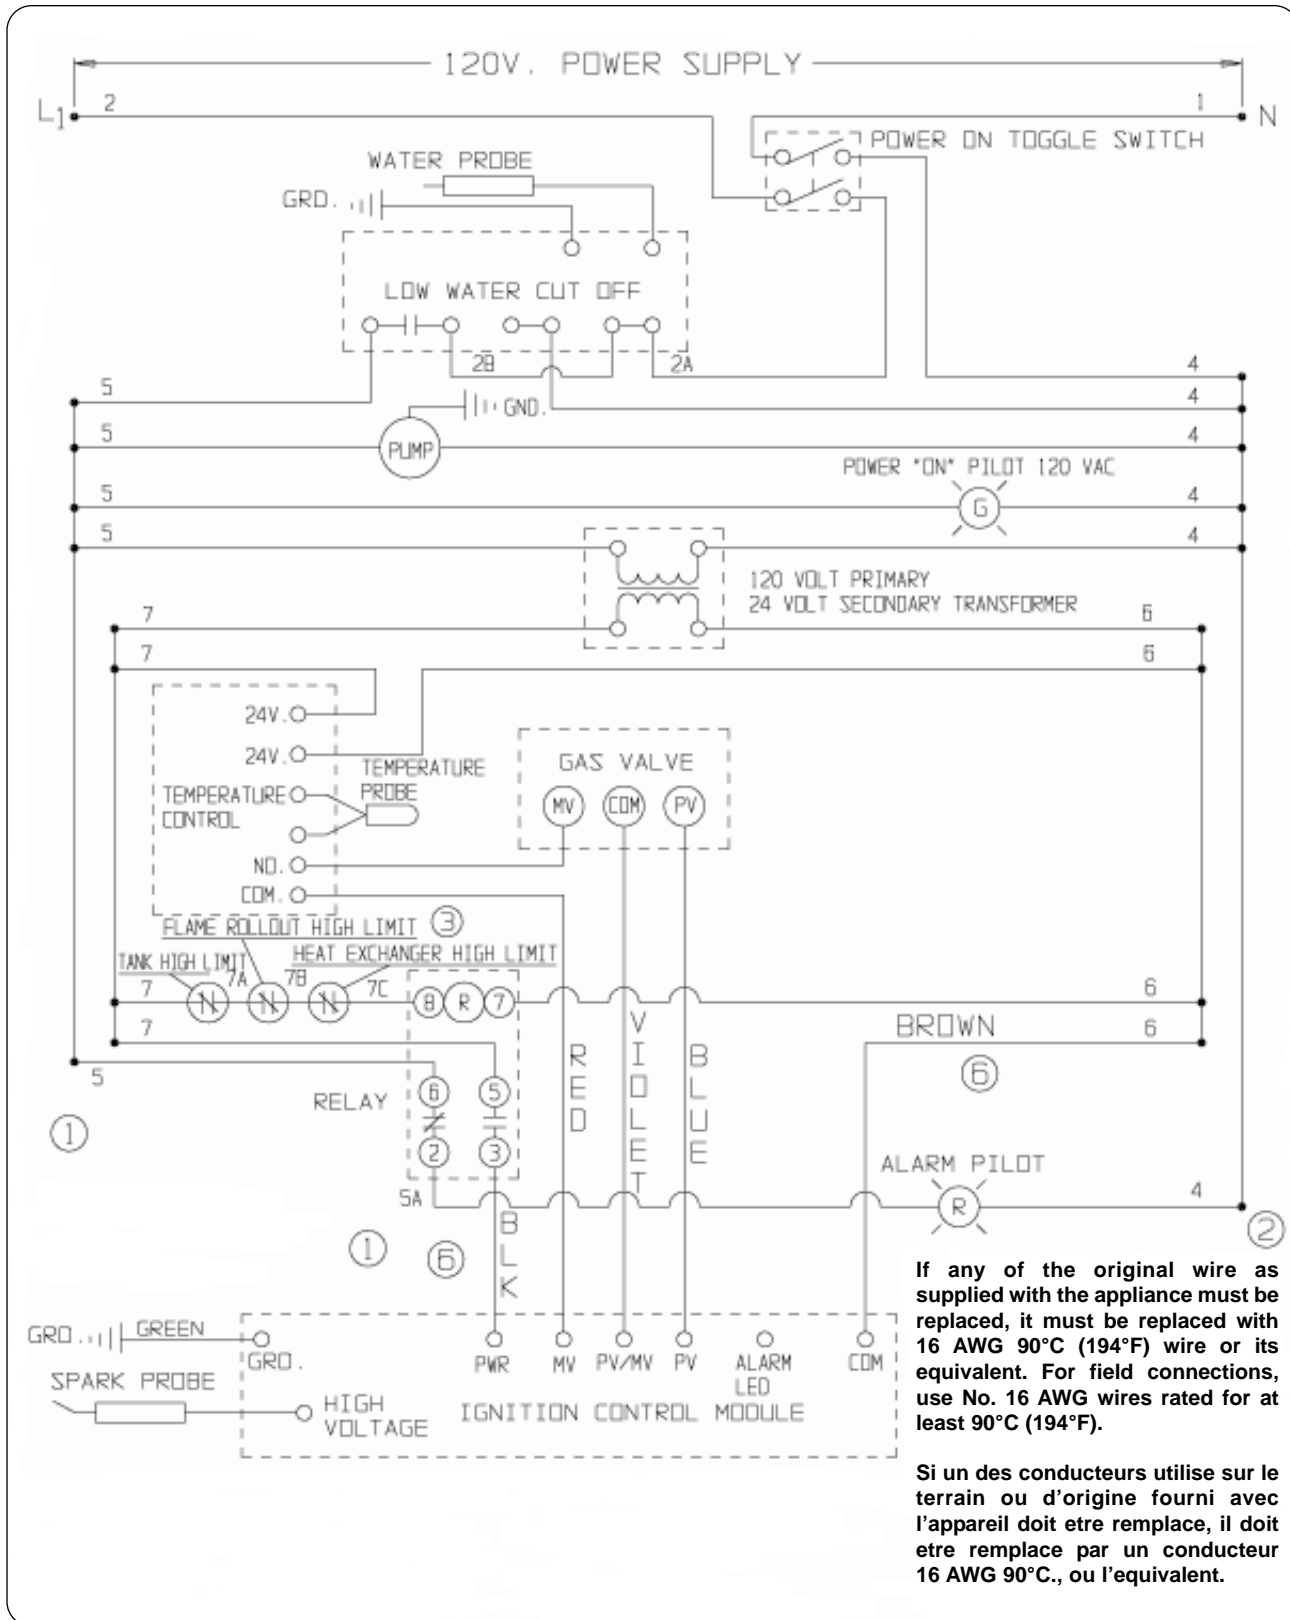 120V. POWER SUPPLY
L1
2
1
N
POWER ON TOGGLE SWITCH
WATER PROBE
GRD.
LOW WATER CUT OFF
2B
2A
4
5
4
GND.
5
PUMP
4
POWER "ON" PILOT 120 VAC
5
G
4
5
4
120 VOLT PRIMARY
24 VOLT SECONDARY TRANSFORMER
7
6
7
6
24V.
24V.
GAS VALVE
TEMPERATURE
PROBE
TEMPERATURE
CONTROL
MV
COM
PV
NO.
COM.
3
FLAME ROLLOUT HIGH LIMIT
HEAT EXCHANGER HIGH LIMIT
TANK HIGH LIMIT
7
7A
7B
7C
8
R
7
6
7
6
BROWN
6
RED
VIOLET
BLUE
5
RELAY
6
5
1
2
3
ALARM PILOT
5A
R
4
2
1
6
BLK
GRD.
GREEN
GRD.
PWR
MV
PV/MV
PV
ALARM
LED
COM
SPARK PROBE
HIGH
VOLTAGE
IGNITION CONTROL MODULE
If any of the original wire as
supplied with the appliance must be
replaced, it must be replaced with
16 AWG 90°C (194°F) wire or its
equivalent. For field connections,
use No. 16 AWG wires rated for at
least 90°C (194°F).
Si un des conducteurs utilise sur le
terrain ou d'origine fourni avec
l'appareil doit etre remplace, il doit
etre remplace par un conducteur
16 AWG 90°C., ou l'equivalent.